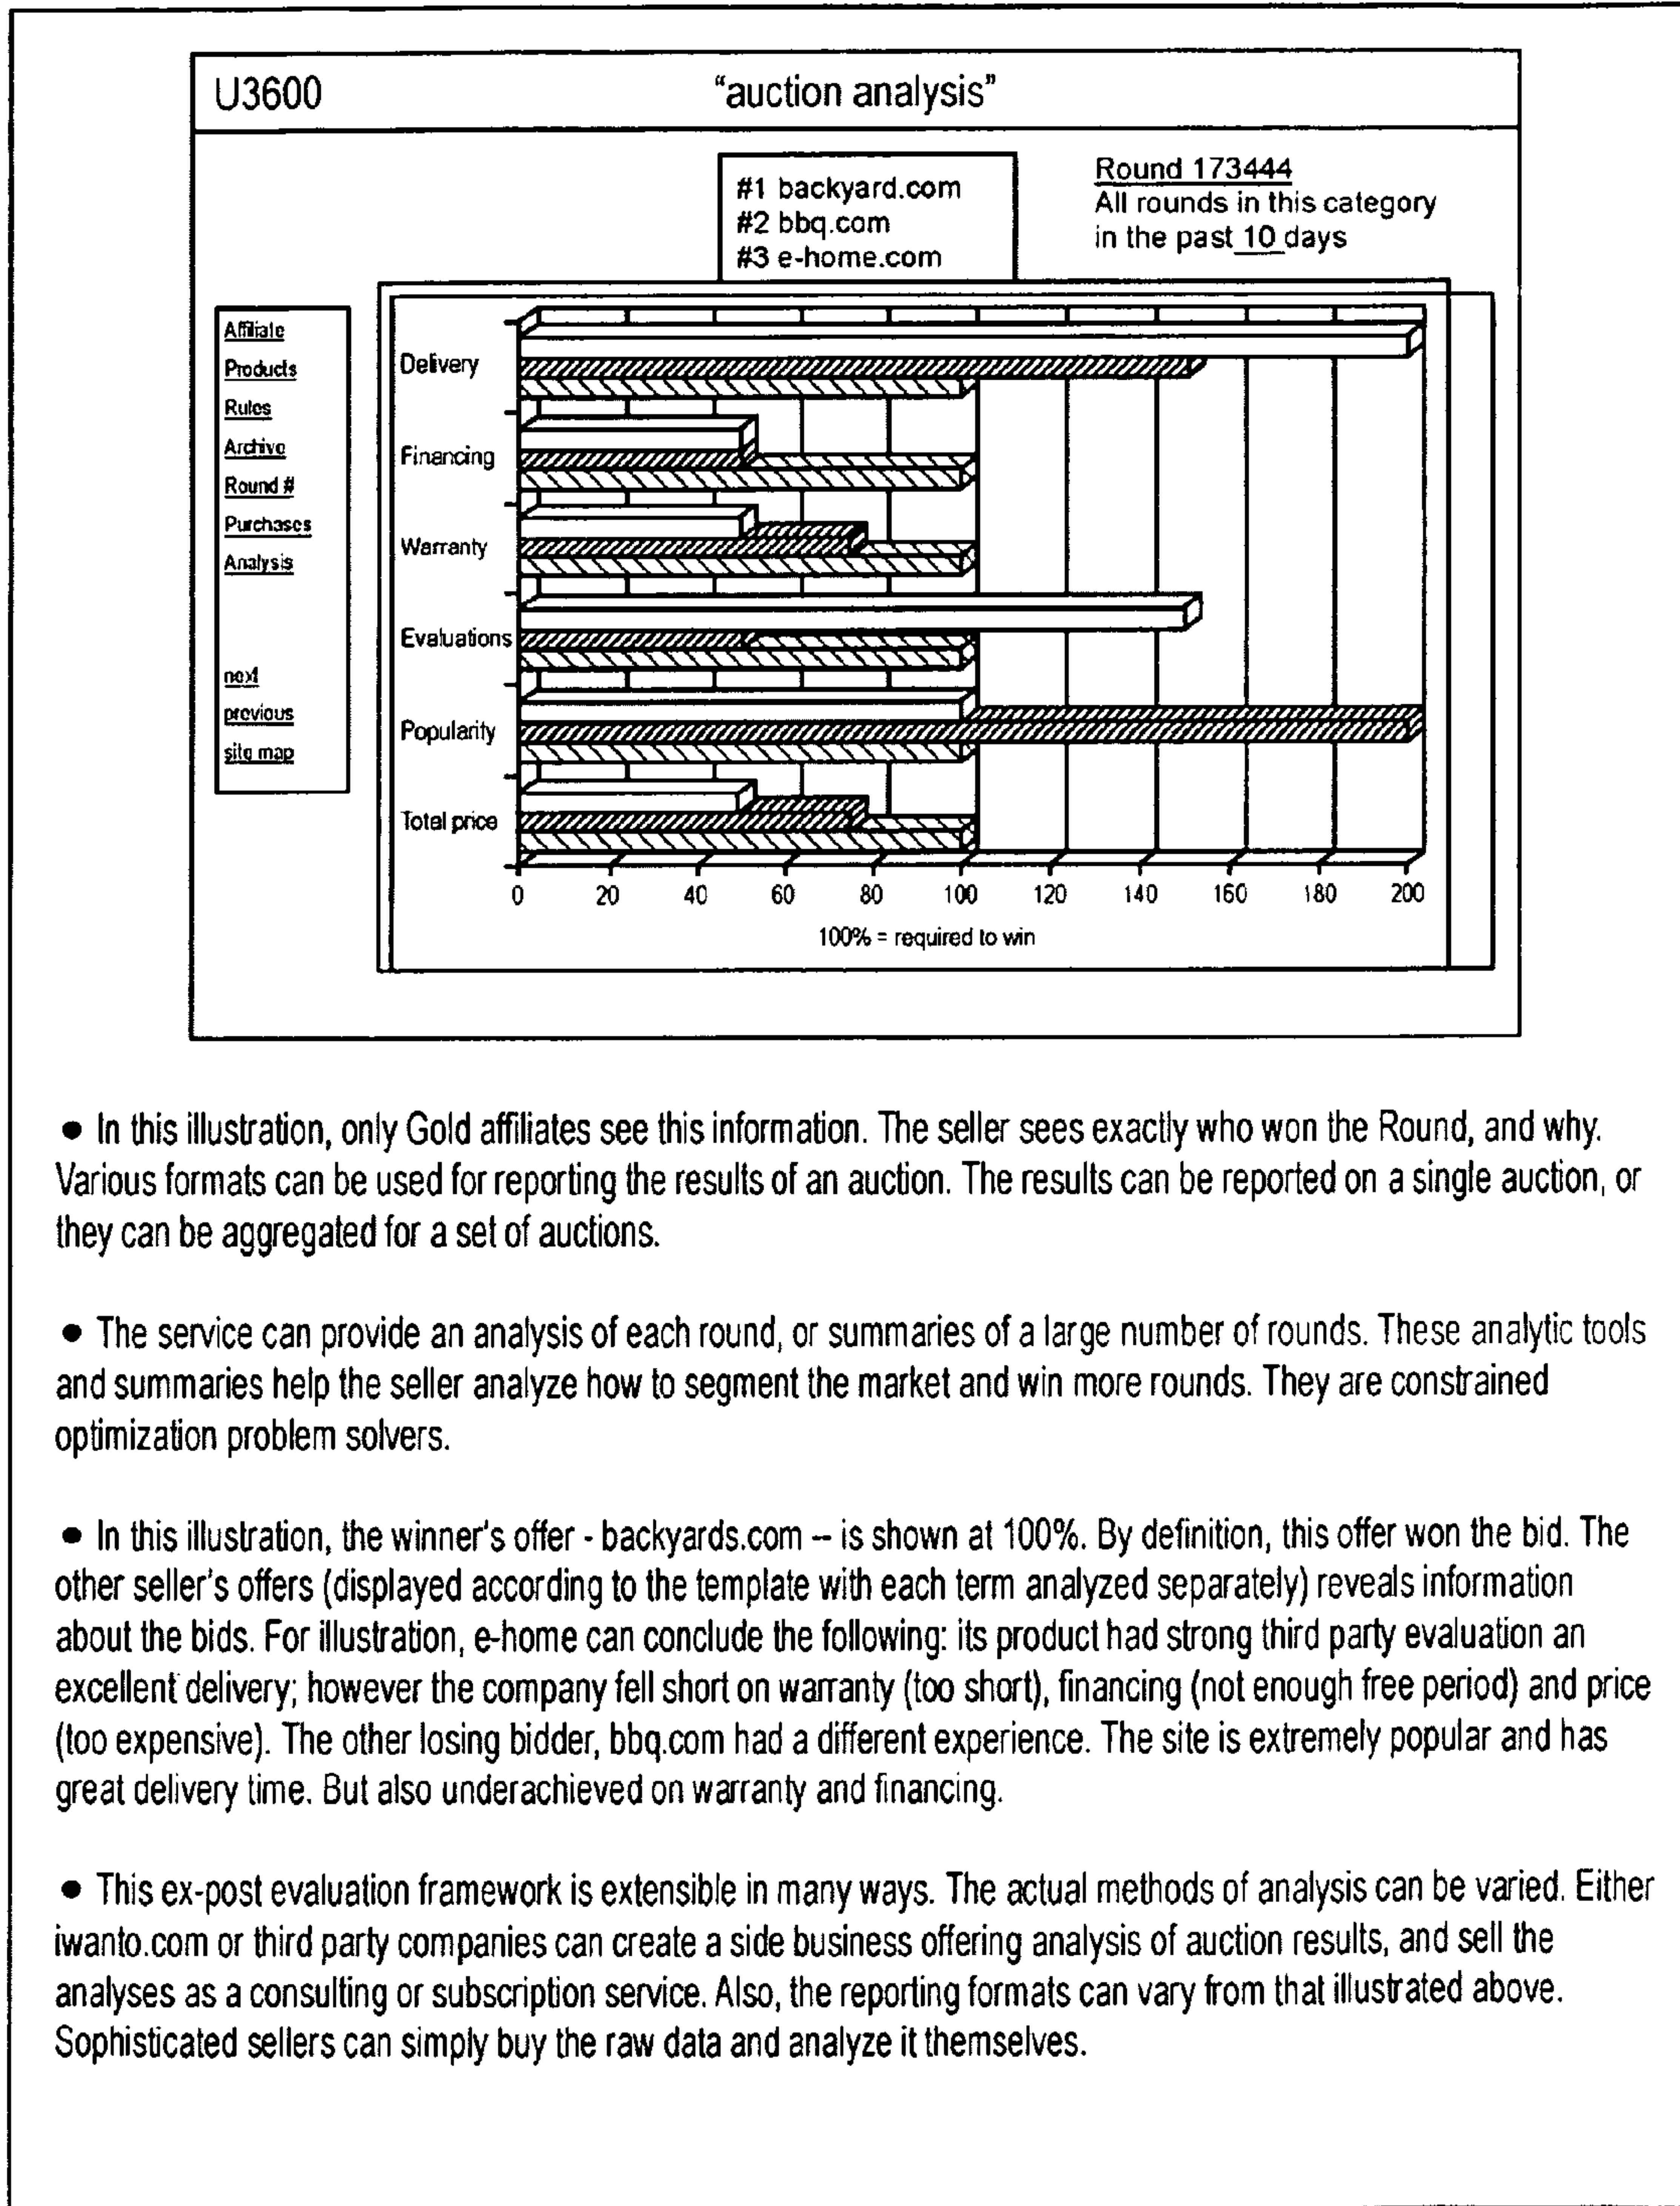 U3600
“auction analysis”
#1 backyard.com
#2 bbq.com
#3 e-home.com
Round 173444
All rounds in this category
in the past 10 days
Affiliate
Products
Rules
Archive
Round #
Purchases
Analysis
next
previous
site map
Delivery
Financing
Warranty
Evaluations
Popularity
Total price
0 20 40 60 80 100 120 140 160 180 200
100% = required to win
● In this illustration, only Gold affiliates see this information. The seller sees exactly who won the Round, and why.
Various formats can be used for reporting the results of an auction. The results can be reported on a single auction, or
they can be aggregated for a set of auctions.
● The service can provide an analysis of each round, or summaries of a large number of rounds. These analytic tools
and summaries help the seller analyze how to segment the market and win more rounds. They are constrained
optimization problem solvers.
● In this illustration, the winner's offer - backyards.com – is shown at 100%. By definition, this offer won the bid. The
other seller's offers (displayed according to the template with each term analyzed separately) reveals information
about the bids. For illustration, e-home can conclude the following: its product had strong third party evaluation an
excellent delivery; however the company fell short on warranty (too short), financing (not enough free period) and price
(too expensive). The other losing bidder, bbq.com had a different experience. The site is extremely popular and has
great delivery time. But also underachieved on warranty and financing.
● This ex-post evaluation framework is extensible in many ways. The actual methods of analysis can be varied. Either
iwanto.com or third party companies can create a side business offering analysis of auction results, and sell the
analyses as a consulting or subscription service. Also, the reporting formats can vary from that illustrated above.
Sophisticated sellers can simply buy the raw data and analyze it themselves.